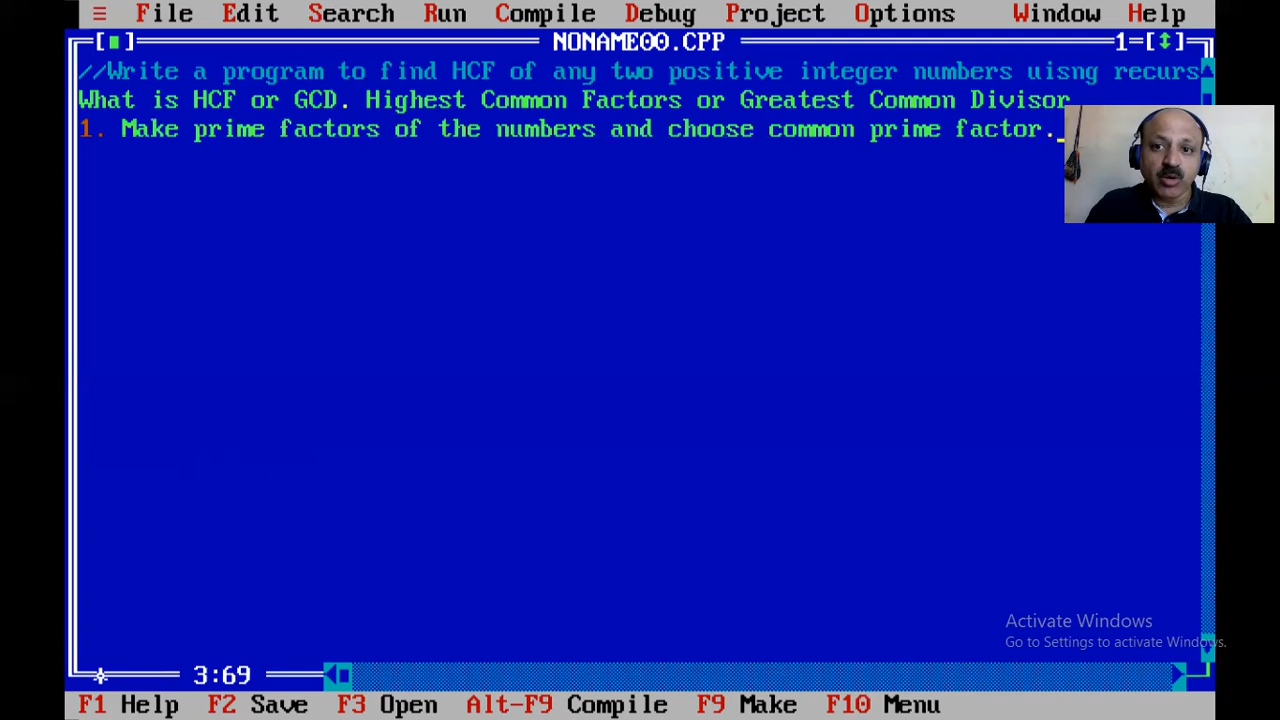 ≡ File Edit Search Run Compile Debug Project Options Window Help
[■] NONAME00.CPP 1=[↕]
//Write a program to find HCF of any two positive integer numbers uisng recurs
What is HCF or GCD. Highest Common Factors or Greatest Common Divisor
1. Make prime factors of the numbers and choose common prime factor.
Activate Windows
Go to Settings to activate Windows.
3:69
F1 Help F2 Save F3 Open Alt-F9 Compile F9 Make F10 Menu